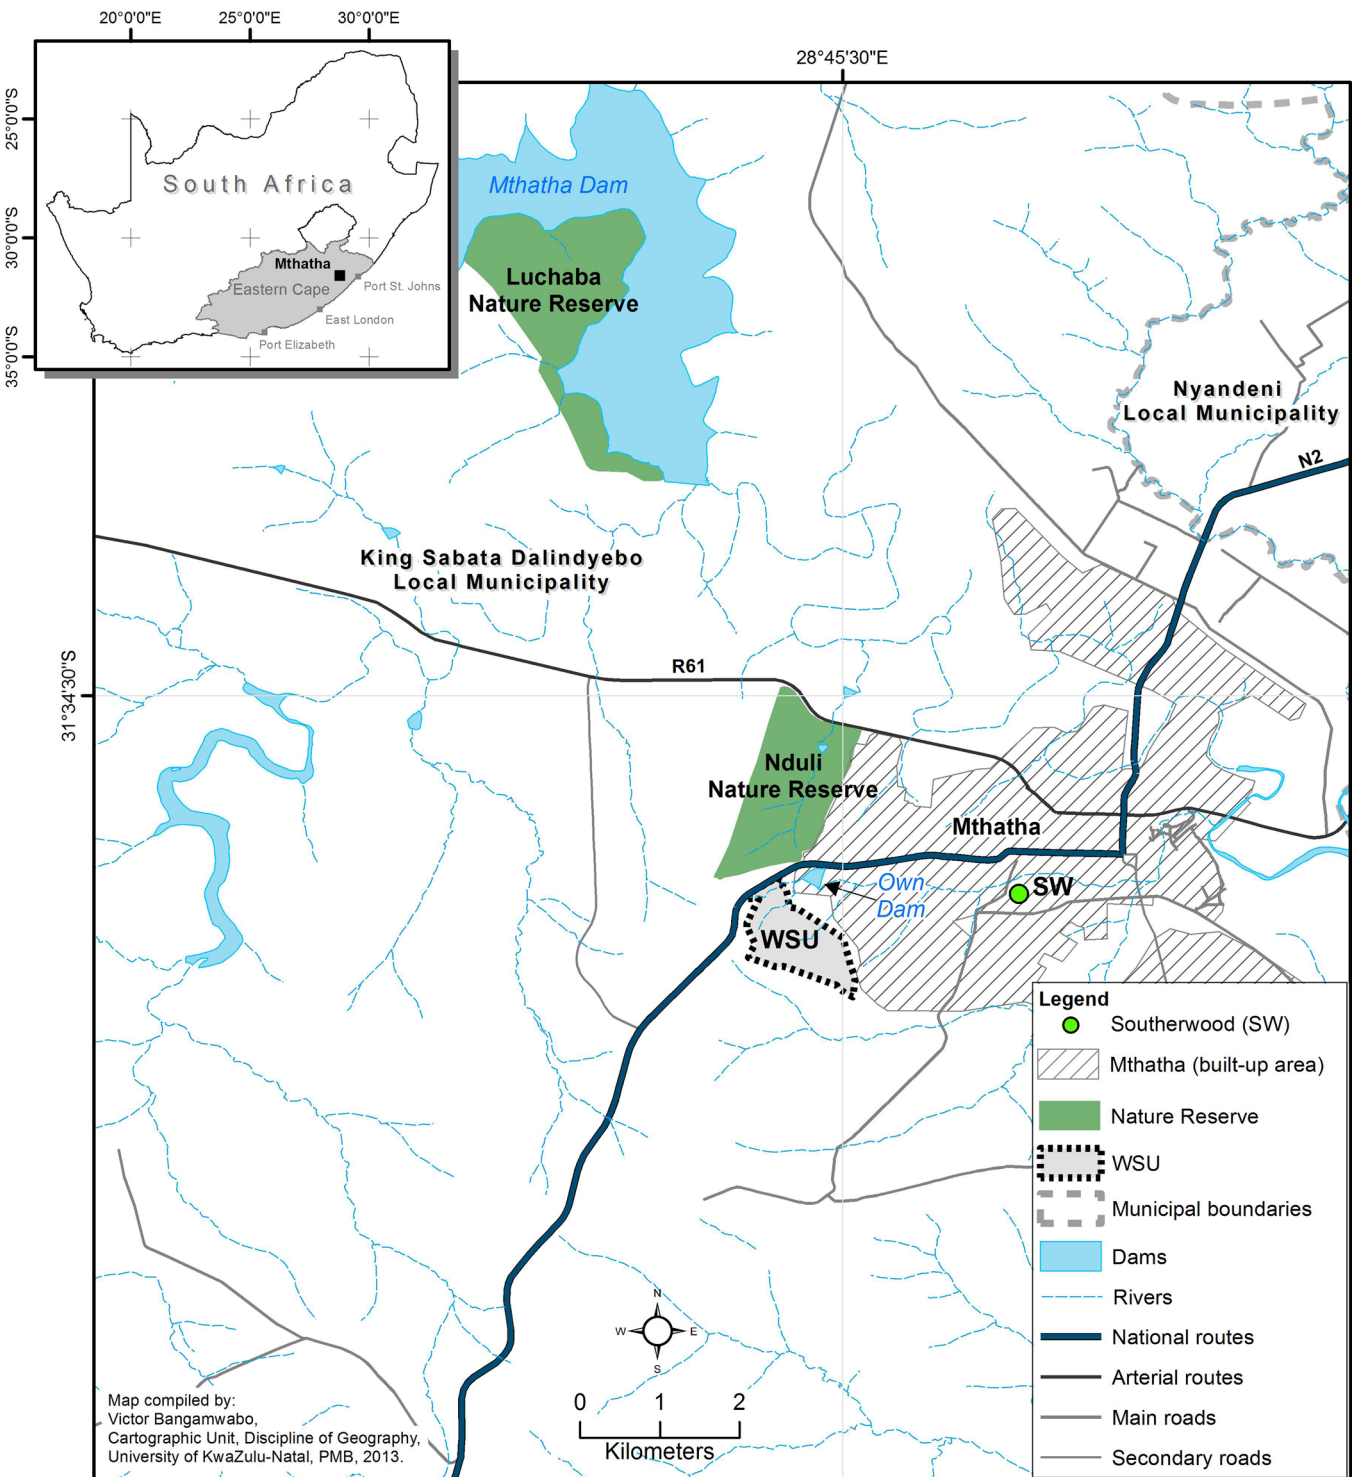 20°0'0"E
25°0'0"E
30°0'0"E
28°45'30"E
25°0'0"S
30°0'0"S
35°0'0"S
31°34'30"S
South Africa
Mthatha
Eastern Cape
Port St. Johns
East London
Port Elizabeth
Mthatha Dam
Luchaba
Nature Reserve
Nyandeni
Local Municipality
N2
King Sabata Dalindyebo
Local Municipality
R61
Nduli
Nature Reserve
Mthatha
Own
Dam
SW
WSU
Legend
Southerwood (SW)
Mthatha (built-up area)
Nature Reserve
WSU
Municipal boundaries
Dams
Rivers
National routes
Arterial routes
Main roads
Secondary roads
N
W
E
S
0 1 2
Kilometers
Map compiled by:
Victor Bangamwabo,
Cartographic Unit, Discipline of Geography,
University of KwaZulu-Natal, PMB, 2013.